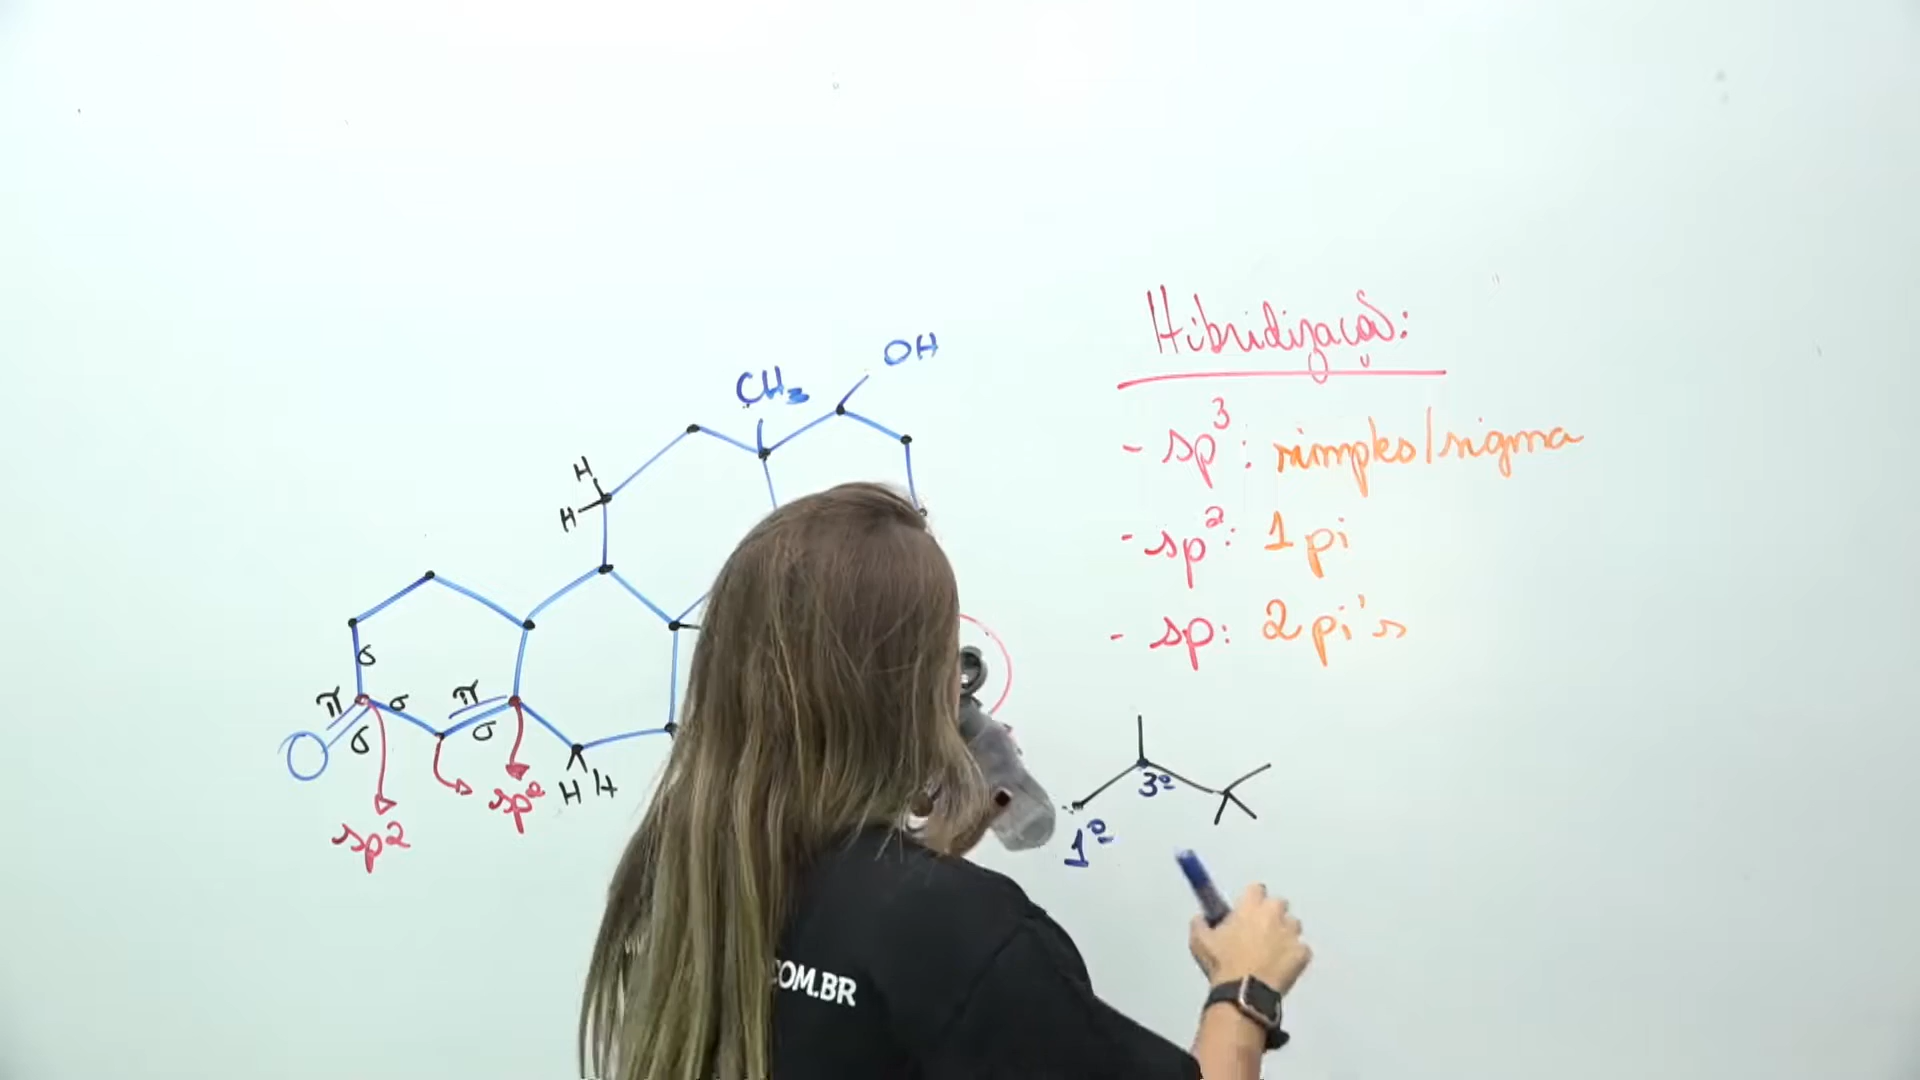 Hibridização:
- sp³: simples/sigma
- sp²: 1 pi
- sp: 2 pi's
OH
CH₃
H
H
σ
π σ π
σ σ
O
sp2
sp²
H H
3º
1º
COM.BR